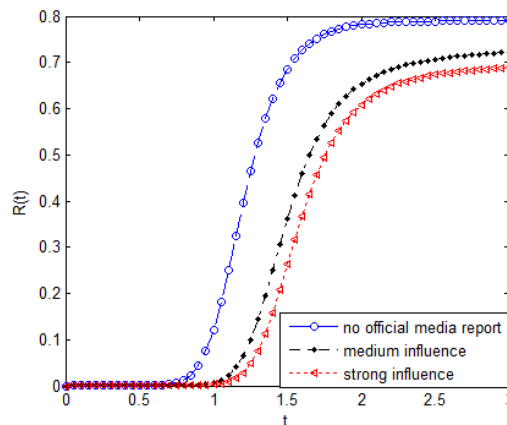 0.8
0.7
0.6
0.5
0.4
0.3
0.2
0.1
0
R(t)
no official media report
medium influence
strong influence
0 0.5 1 1.5 2 2.5 3
t